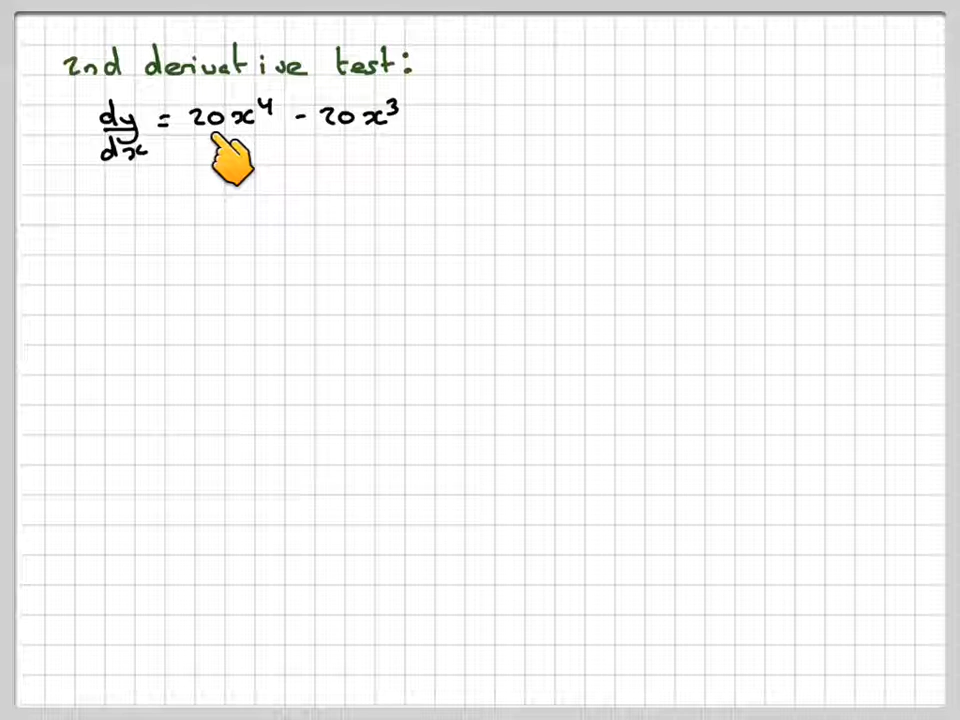 2nd derivative test:
dy/dx = 20x⁴ - 20x³